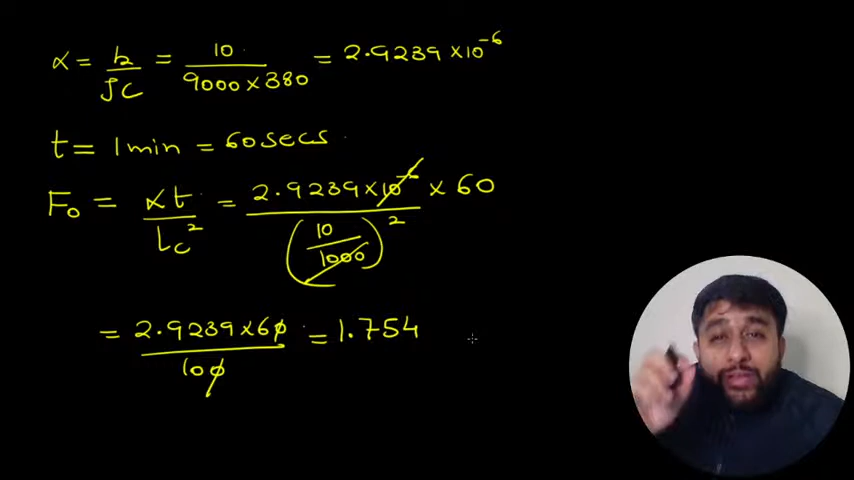 α = k/ρC = 10/9000×380 = 2.9239×10⁻⁶
t = 1min = 60secs
F₀ = αt/Lc² = 2.9239×10⁻⁶/(10/1000)² × 60
= 2.9239×60/100 = 1.754